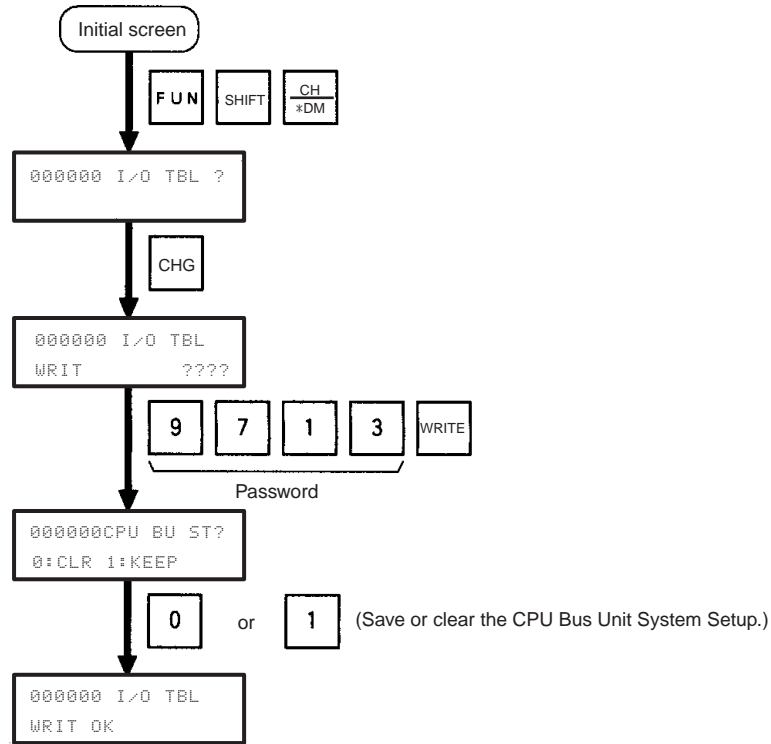 Initial screen
FUN SHIFT CH
*DM
000000 I/O TBL ?
CHG
000000 I/O TBL
WRIT ????
9 7 1 3 WRITE
Password
000000CPU BU ST?
0:CLR 1:KEEP
0 or 1 (Save or clear the CPU Bus Unit System Setup.)
000000 I/O TBL
WRIT OK